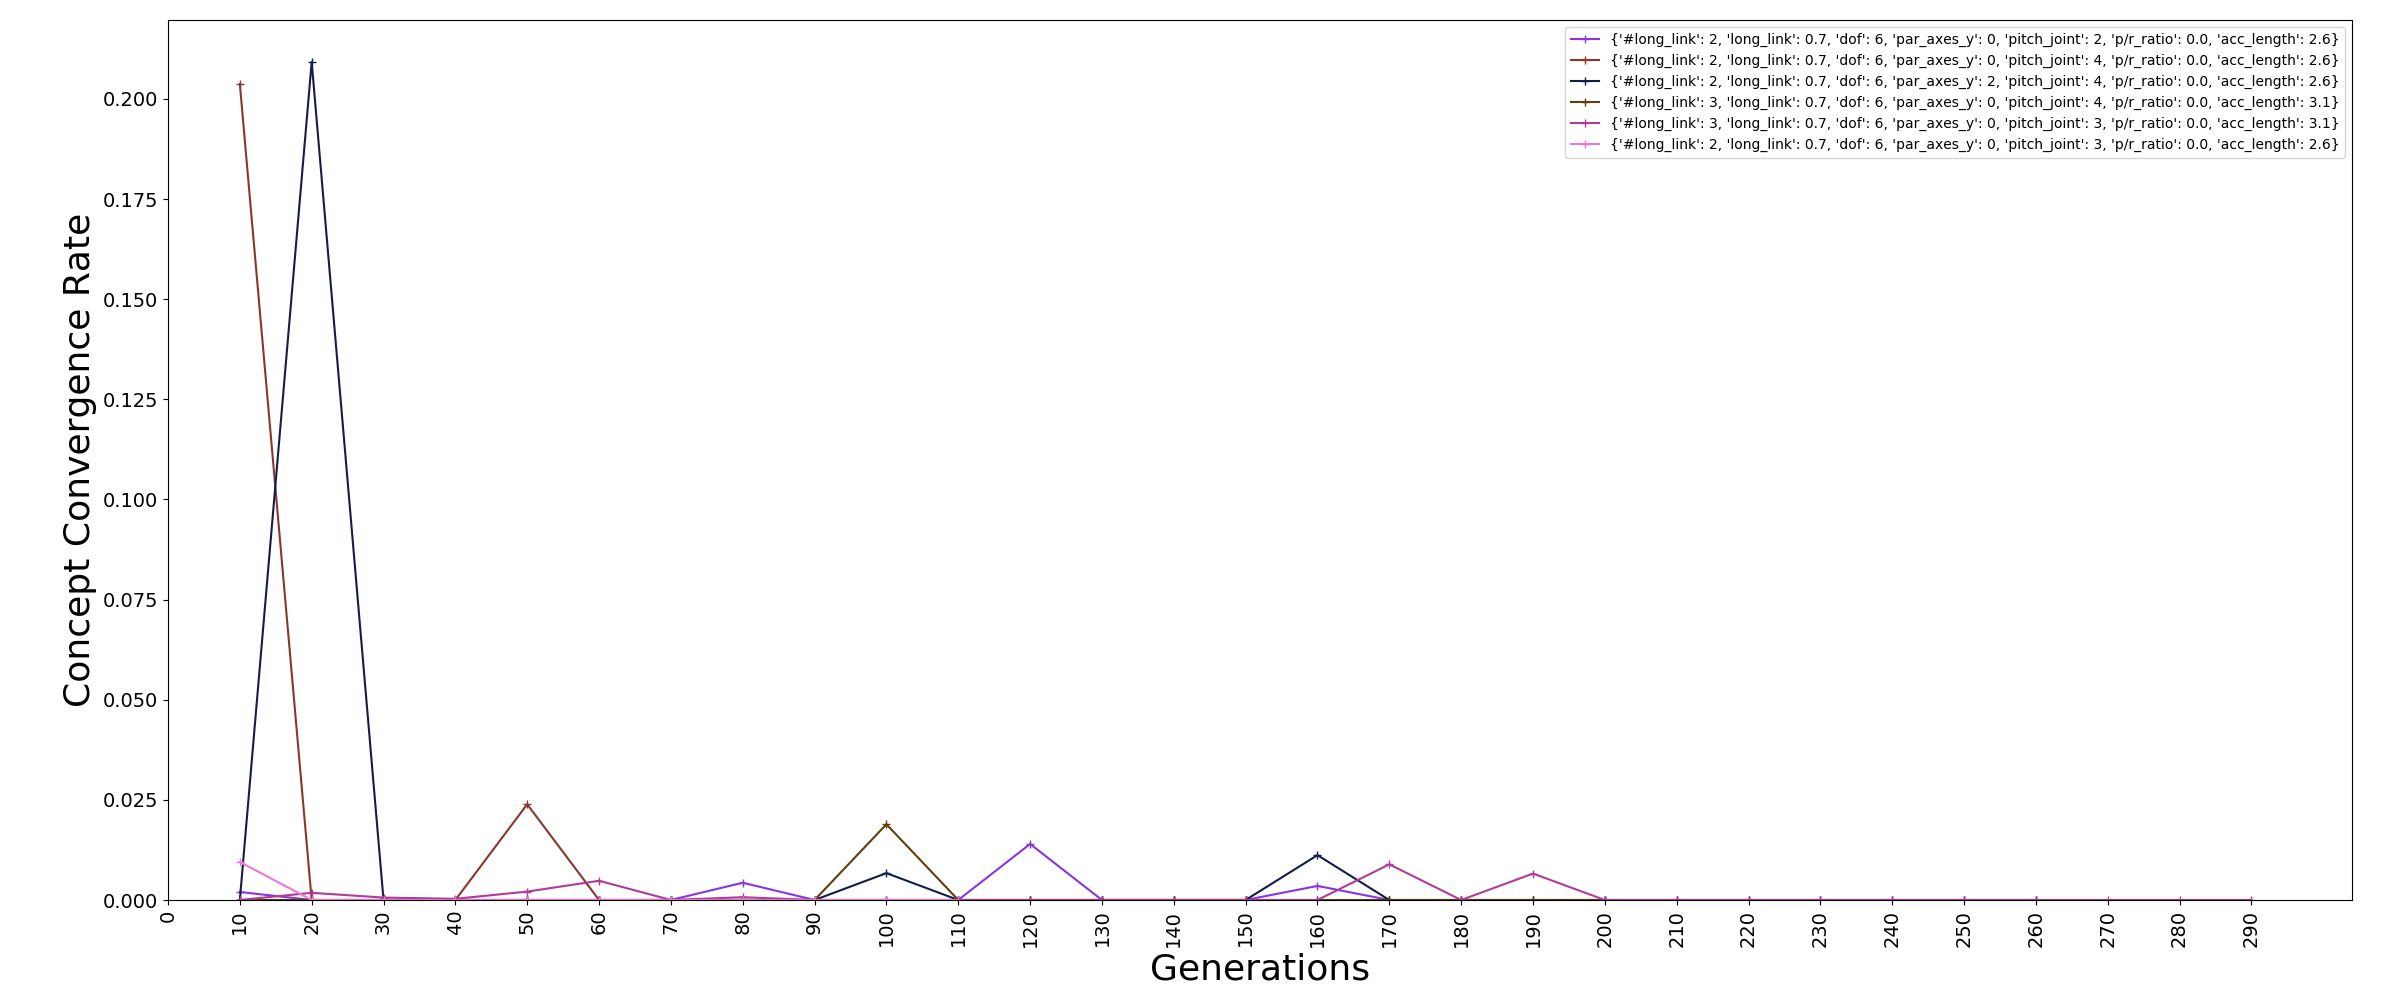 {'#long_link': 2, 'long_link': 0.7, 'dof': 6, 'par_axes_y': 0, 'pitch_joint': 2, 'p/r_ratio': 0.0, 'acc_length': 2.6}
{'#long_link': 2, 'long_link': 0.7, 'dof': 6, 'par_axes_y': 0, 'pitch_joint': 4, 'p/r_ratio': 0.0, 'acc_length': 2.6}
{'#long_link': 2, 'long_link': 0.7, 'dof': 6, 'par_axes_y': 2, 'pitch_joint': 4, 'p/r_ratio': 0.0, 'acc_length': 2.6}
{'#long_link': 3, 'long_link': 0.7, 'dof': 6, 'par_axes_y': 0, 'pitch_joint': 4, 'p/r_ratio': 0.0, 'acc_length': 3.1}
{'#long_link': 3, 'long_link': 0.7, 'dof': 6, 'par_axes_y': 0, 'pitch_joint': 3, 'p/r_ratio': 0.0, 'acc_length': 3.1}
{'#long_link': 2, 'long_link': 0.7, 'dof': 6, 'par_axes_y': 0, 'pitch_joint': 3, 'p/r_ratio': 0.0, 'acc_length': 2.6}
Concept Convergence Rate
0.200
0.175
0.150
0.125
0.100
0.075
0.050
0.025
0.000
0 10 20 30 40 50 60 70 80 90 100 110 120 130 140 150 160 170 180 190 200 210 220 230 240 250 260 270 280 290
Generations